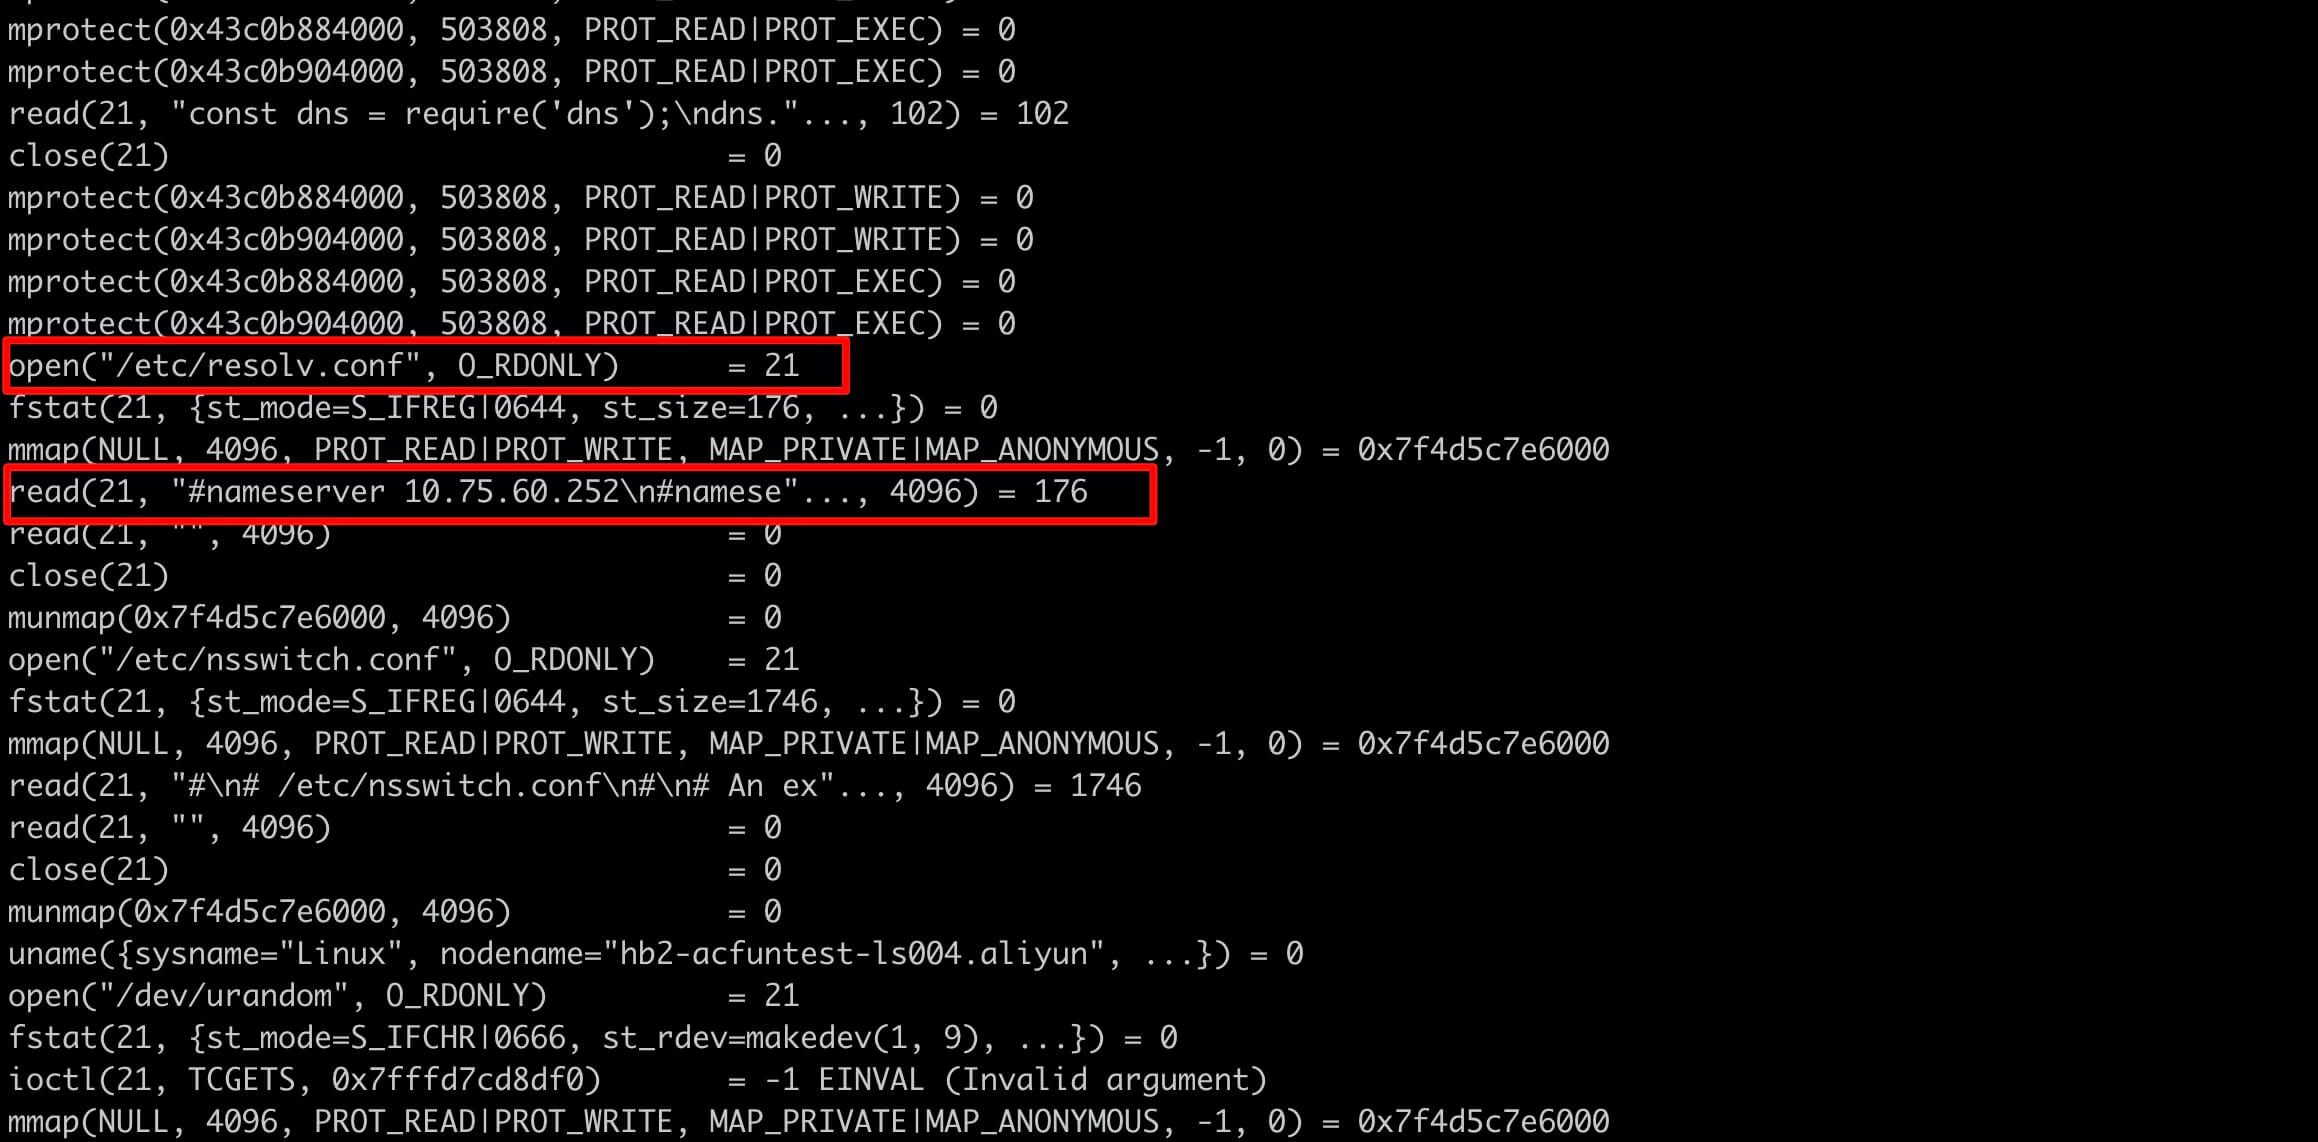 mprotect(0x43c0b884000, 503808, PROT_READ|PROT_EXEC) = 0
mprotect(0x43c0b904000, 503808, PROT_READ|PROT_EXEC) = 0
read(21, "const dns = require('dns');\ndns."..., 102) = 102
close(21)                               = 0
mprotect(0x43c0b884000, 503808, PROT_READ|PROT_WRITE) = 0
mprotect(0x43c0b904000, 503808, PROT_READ|PROT_WRITE) = 0
mprotect(0x43c0b884000, 503808, PROT_READ|PROT_EXEC) = 0
mprotect(0x43c0b904000, 503808, PROT_READ|PROT_EXEC) = 0
open("/etc/resolv.conf", O_RDONLY)      = 21
fstat(21, {st_mode=S_IFREG|0644, st_size=176, ...}) = 0
mmap(NULL, 4096, PROT_READ|PROT_WRITE, MAP_PRIVATE|MAP_ANONYMOUS, -1, 0) = 0x7f4d5c7e6000
read(21, "#nameserver 10.75.60.252\n#namese"..., 4096) = 176
read(21, "", 4096)                      = 0
close(21)                               = 0
munmap(0x7f4d5c7e6000, 4096)            = 0
open("/etc/nsswitch.conf", O_RDONLY)    = 21
fstat(21, {st_mode=S_IFREG|0644, st_size=1746, ...}) = 0
mmap(NULL, 4096, PROT_READ|PROT_WRITE, MAP_PRIVATE|MAP_ANONYMOUS, -1, 0) = 0x7f4d5c7e6000
read(21, "#\n# /etc/nsswitch.conf\n#\n# An ex"..., 4096) = 1746
read(21, "", 4096)                      = 0
close(21)                               = 0
munmap(0x7f4d5c7e6000, 4096)            = 0
uname({sysname="Linux", nodename="hb2-acfuntest-ls004.aliyun", ...}) = 0
open("/dev/urandom", O_RDONLY)          = 21
fstat(21, {st_mode=S_IFCHR|0666, st_rdev=makedev(1, 9), ...}) = 0
ioctl(21, TCGETS, 0x7fffd7cd8df0)       = -1 EINVAL (Invalid argument)
mmap(NULL, 4096, PROT_READ|PROT_WRITE, MAP_PRIVATE|MAP_ANONYMOUS, -1, 0) = 0x7f4d5c7e6000